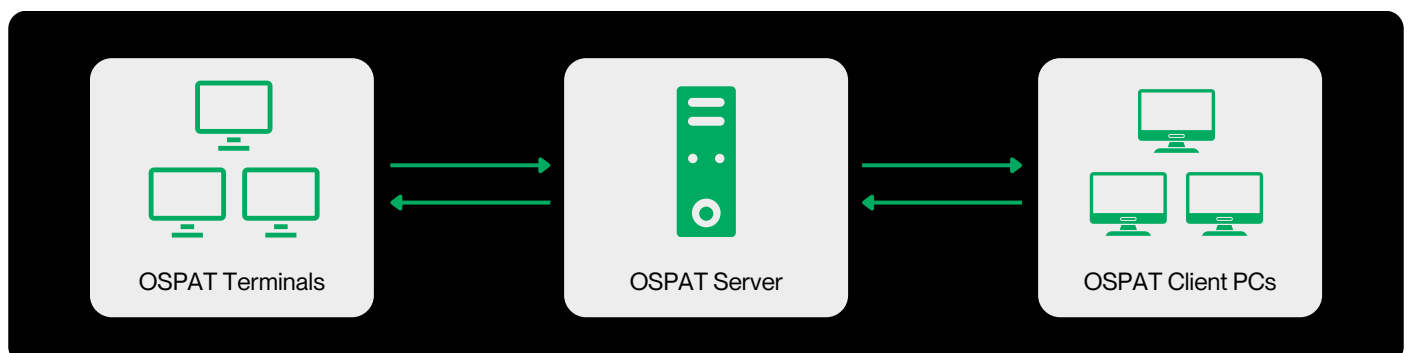 OSPAT Terminals
OSPAT Server
OSPAT Client PCs